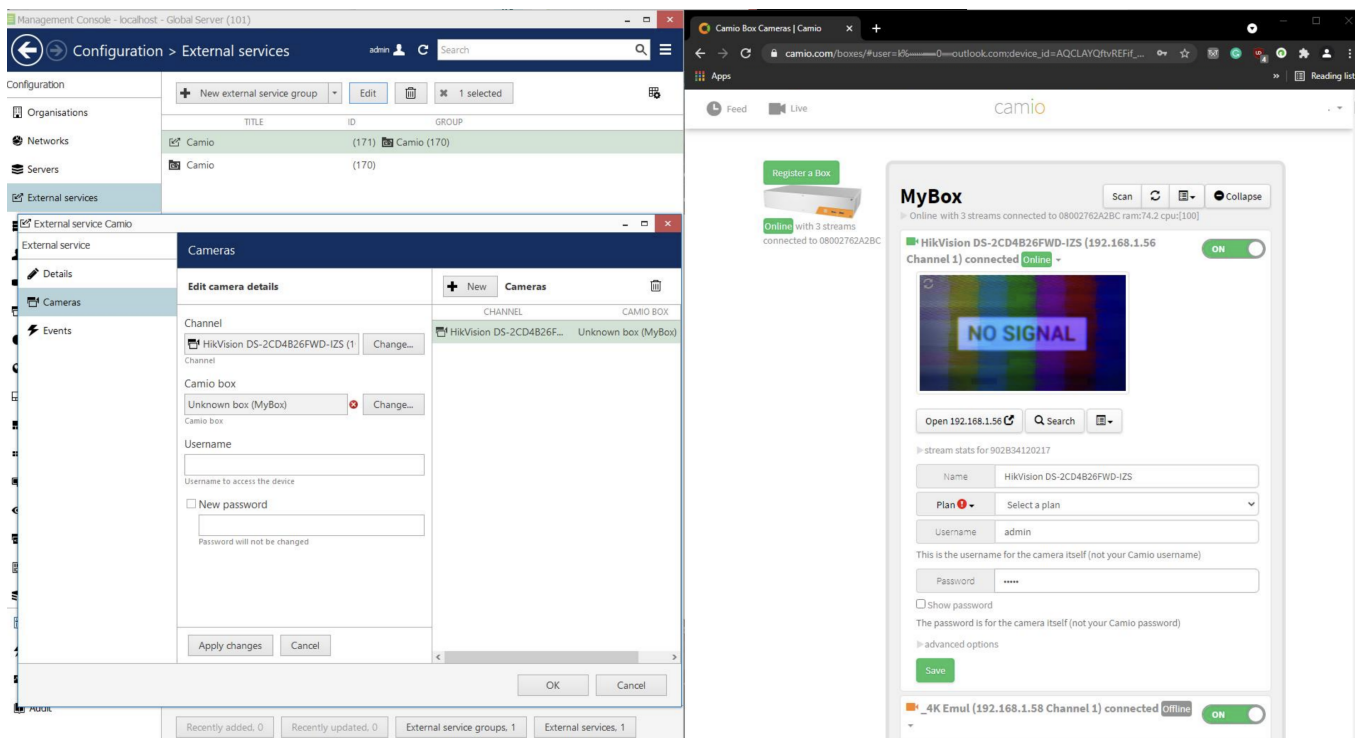 Management Console - localhost - Global Server (101)
Configuration > External services
admin
Search
Configuration
Organisations
Networks
Servers
External services
Audit
New external service group
Edit
1 selected
TITLE ID GROUP
Camio (171) Camio (170)
Camio (170)
External service Camio
External service
Details
Cameras
Events
Cameras
Edit camera details
Channel
HikVision DS-2CD4B26FWD-IZS (1 Change...
Channel
Camio box
Unknown box (MyBox) Change...
Camio box
Username
Username to access the device
New password
Password will not be changed
Apply changes Cancel
New Cameras
CHANNEL CAMIO BOX
HikVision DS-2CD4B26F... Unknown box (MyBox)
OK Cancel
Recently added, 0 Recently updated, 0 External service groups, 1 External services, 1
Camio Box Cameras | Camio
Apps
Reading list
Feed Live
camio
Register a Box
Online with 3 streams
connected to 08002762A2BC
MyBox
Scan Collapse
Online with 3 streams connected to 08002762A2BC ram:74.2 cpu:[100]
HikVision DS-2CD4B26FWD-IZS (192.168.1.56
Channel 1) connected Online
ON
NO SIGNAL
Open 192.168.1.56 Search
stream stats for 902B34120217
Name HikVision DS-2CD4B26FWD-IZS
Plan Select a plan
Username admin
This is the username for the camera itself (not your Camio username)
Password •••••
Show password
The password is for the camera itself (not your Camio password)
advanced options
Save
_4K Emul (192.168.1.58 Channel 1) connected Offline
ON